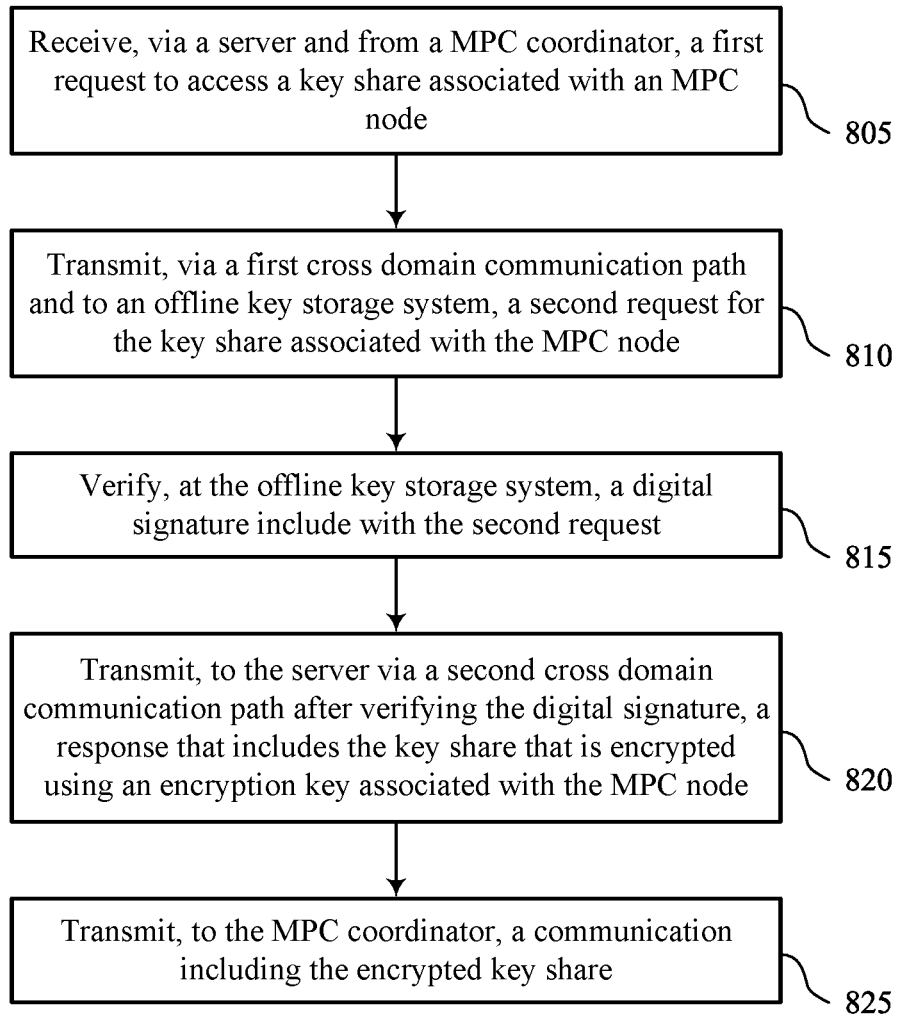 Receive, via a server and from a MPC coordinator, a first
request to access a key share associated with an MPC
node
805
Transmit, via a first cross domain communication path
and to an offline key storage system, a second request for
the key share associated with the MPC node
810
Verify, at the offline key storage system, a digital
signature include with the second request
815
Transmit, to the server via a second cross domain
communication path after verifying the digital signature, a
response that includes the key share that is encrypted
using an encryption key associated with the MPC node
820
Transmit, to the MPC coordinator, a communication
including the encrypted key share
825